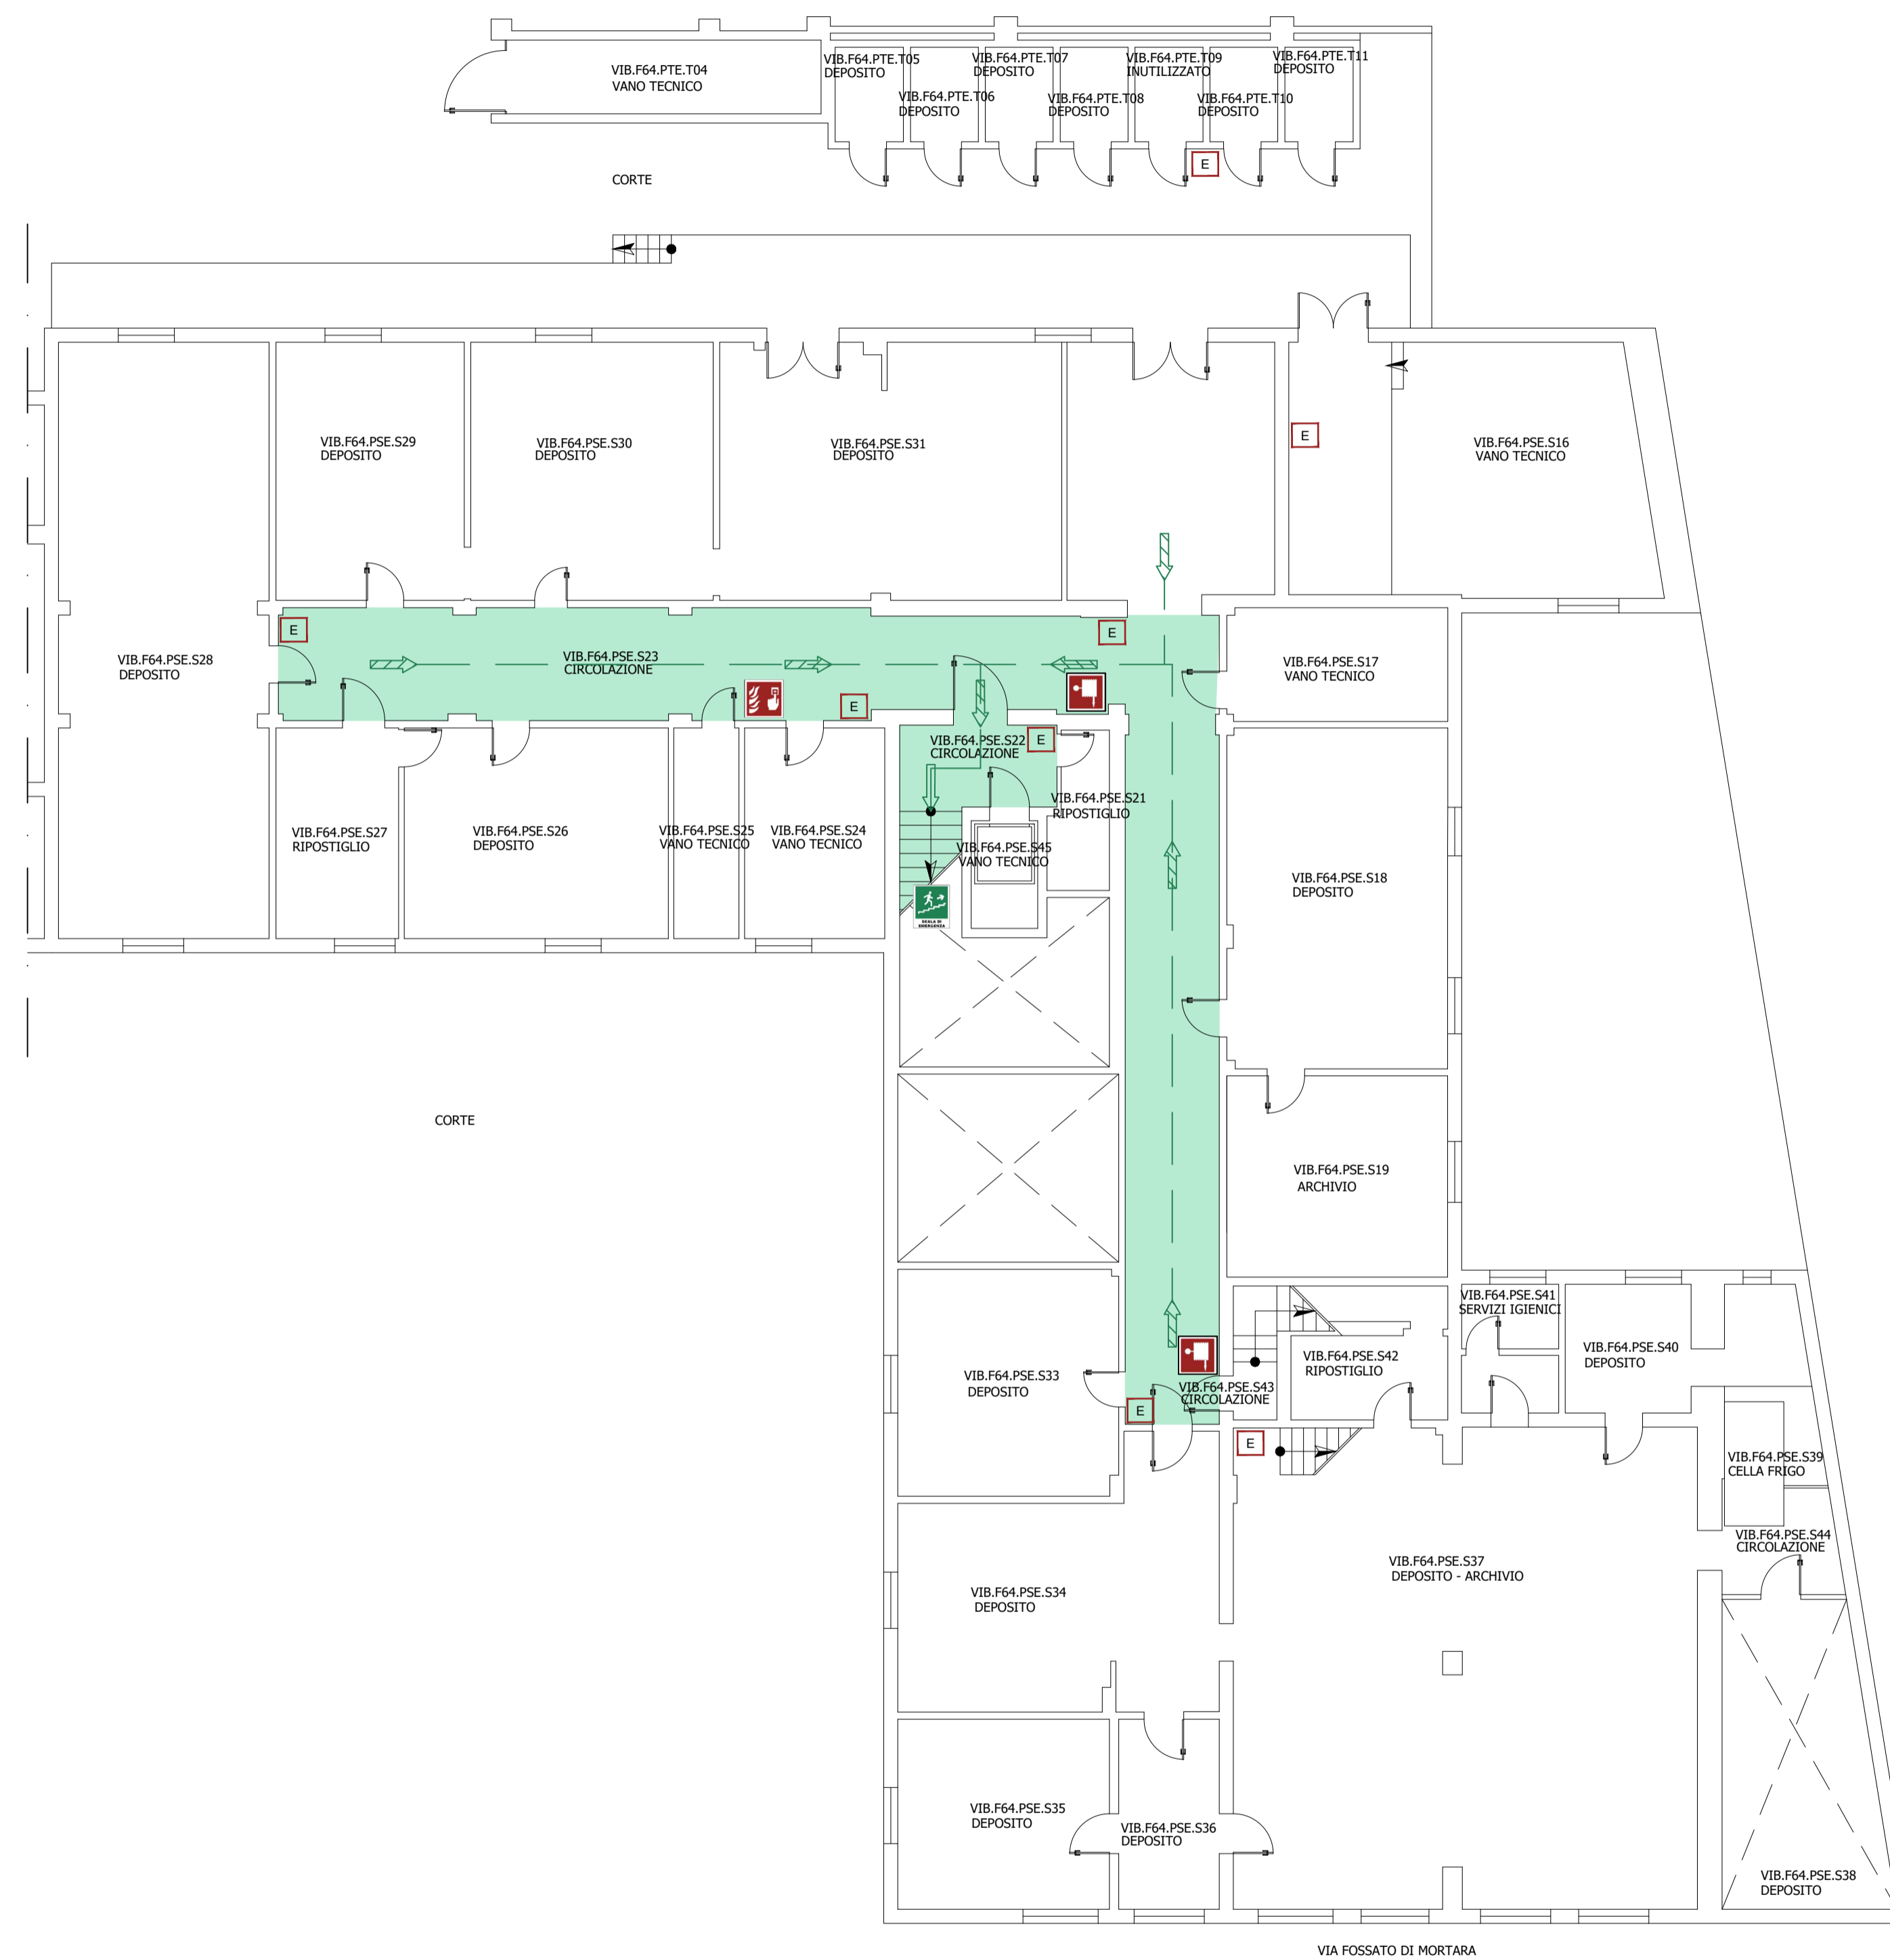 VIB.F64.PTE.T04
VANO TECNICO
VIB.F64.PTE.T05
DEPOSITO
VIB.F64.PTE.T06
DEPOSITO
VIB.F64.PTE.T07
DEPOSITO
VIB.F64.PTE.T08
DEPOSITO
VIB.F64.PTE.T09
INUTILIZZATO
VIB.F64.PTE.T10
DEPOSITO
VIB.F64.PTE.T11
DEPOSITO
E
CORTE
VIB.F64.PSE.S29
DEPOSITO
VIB.F64.PSE.S30
DEPOSITO
VIB.F64.PSE.S31
DEPOSITO
E
VIB.F64.PSE.S16
VANO TECNICO
E
E
VIB.F64.PSE.S28
DEPOSITO
VIB.F64.PSE.S23
CIRCOLAZIONE
VIB.F64.PSE.S17
VANO TECNICO
E
VIB.F64.PSE.S22
CIRCOLAZIONE
E
VIB.F64.PSE.S21
RIPOSTIGLIO
VIB.F64.PSE.S27
RIPOSTIGLIO
VIB.F64.PSE.S26
DEPOSITO
VIB.F64.PSE.S25
VANO TECNICO
VIB.F64.PSE.S24
VANO TECNICO
VIB.F64.PSE.S45
VANO TECNICO
VIB.F64.PSE.S18
DEPOSITO
SCALA DI
EMERGENZA
CORTE
VIB.F64.PSE.S19
ARCHIVIO
VIB.F64.PSE.S41
SERVIZI IGIENICI
VIB.F64.PSE.S40
DEPOSITO
VIB.F64.PSE.S42
RIPOSTIGLIO
VIB.F64.PSE.S33
DEPOSITO
VIB.F64.PSE.S43
CIRCOLAZIONE
E
E
VIB.F64.PSE.S39
CELLA FRIGO
VIB.F64.PSE.S44
CIRCOLAZIONE
VIB.F64.PSE.S37
DEPOSITO - ARCHIVIO
VIB.F64.PSE.S34
DEPOSITO
VIB.F64.PSE.S35
DEPOSITO
VIB.F64.PSE.S36
DEPOSITO
VIB.F64.PSE.S38
DEPOSITO
VIA FOSSATO DI MORTARA